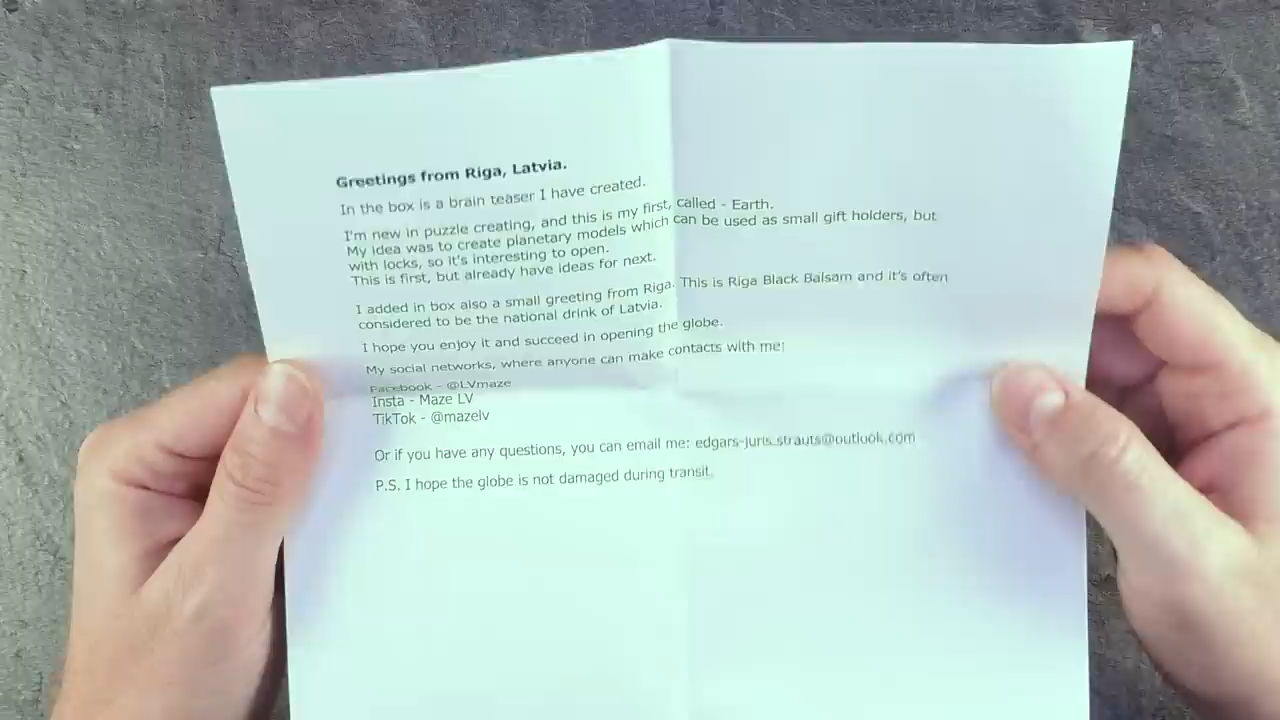 Greetings from Riga, Latvia.
In the box is a brain teaser I have created.
I'm new in puzzle creating, and this is my first, called - Earth.
My idea was to create planetary models which can be used as small gift holders, but
with locks, so it's interesting to open.
This is first, but already have ideas for next.
I added in box also a small greeting from Riga. This is Riga Black Balsam and it's often
considered to be the national drink of Latvia.
I hope you enjoy it and succeed in opening the globe.
My social networks, where anyone can make contacts with me:
Facebook - @LVmaze
Insta - Maze LV
TikTok - @mazelv
Or if you have any questions, you can email me: edgars-juris.strauts@outlook.com
P.S. I hope the globe is not damaged during transit.